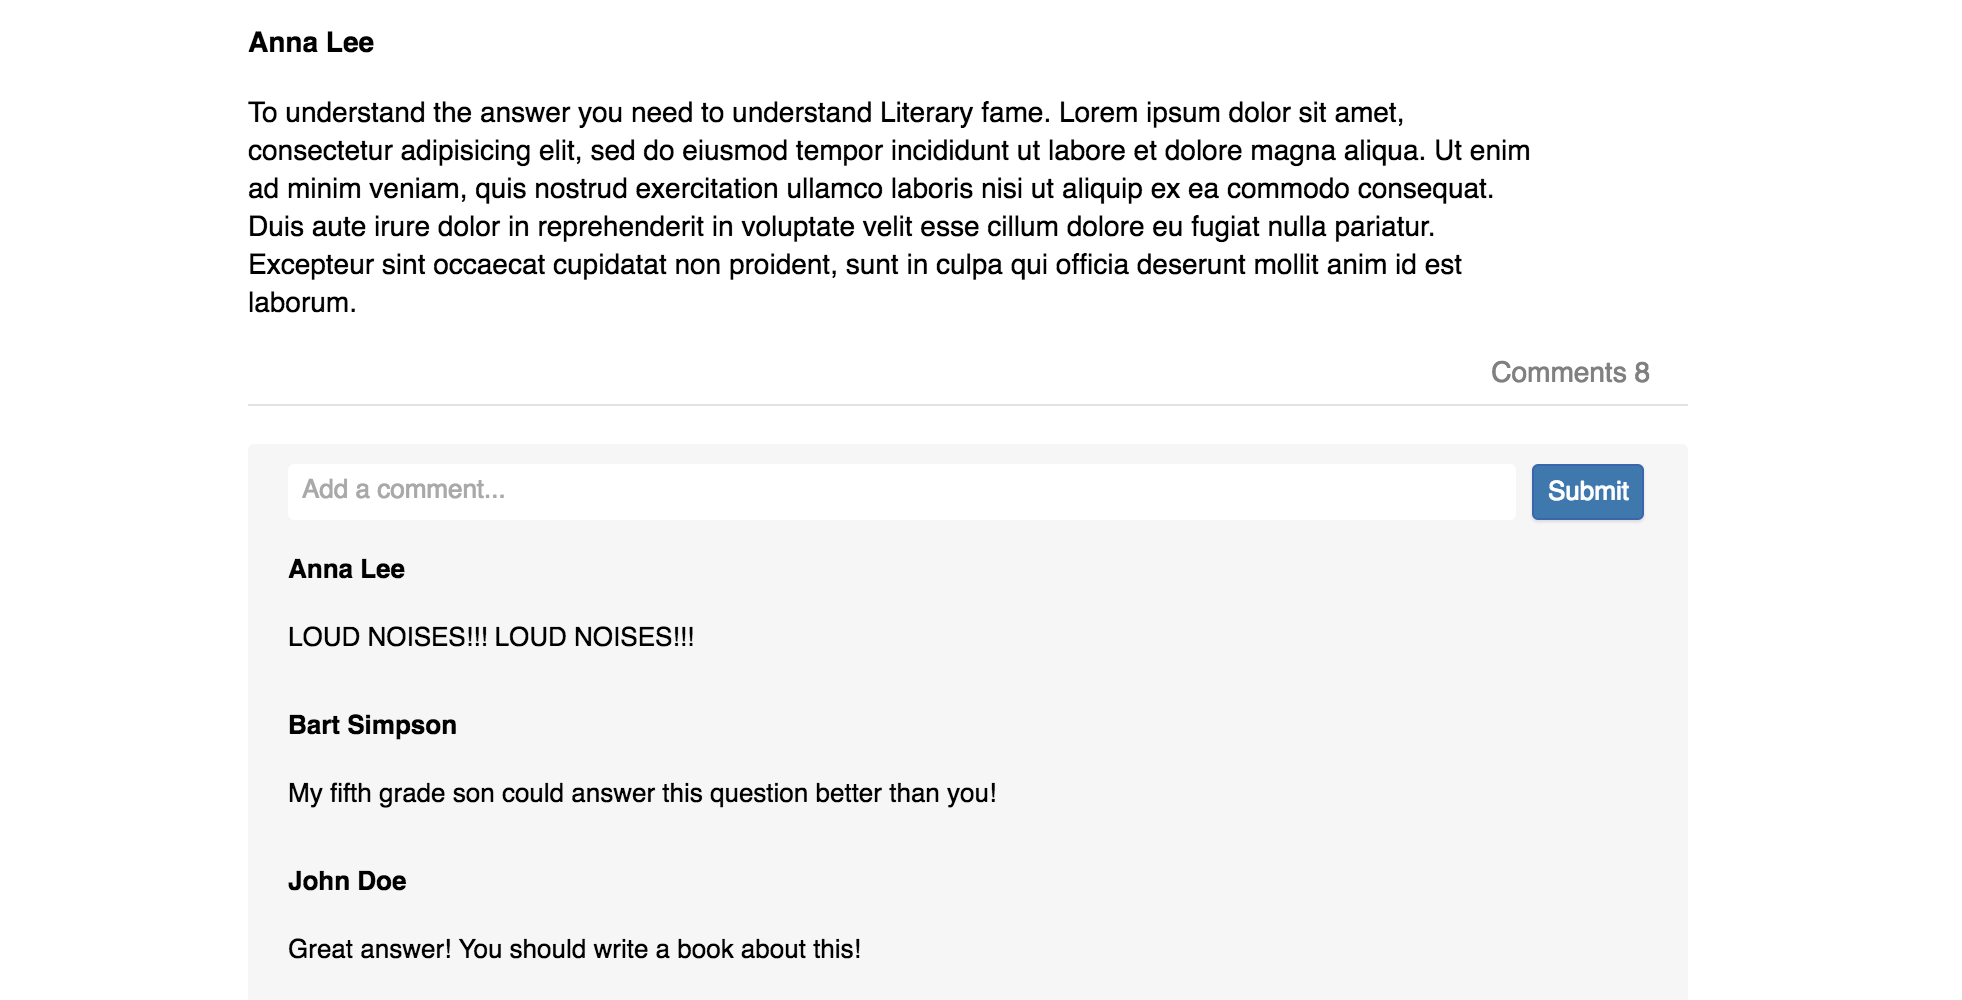 Anna Lee
To understand the answer you need to understand Literary fame. Lorem ipsum dolor sit amet,
consectetur adipisicing elit, sed do eiusmod tempor incididunt ut labore et dolore magna aliqua. Ut enim
ad minim veniam, quis nostrud exercitation ullamco laboris nisi ut aliquip ex ea commodo consequat.
Duis aute irure dolor in reprehenderit in voluptate velit esse cillum dolore eu fugiat nulla pariatur.
Excepteur sint occaecat cupidatat non proident, sunt in culpa qui officia deserunt mollit anim id est
laborum.
Comments 8
Add a comment... Submit
Anna Lee
LOUD NOISES!!! LOUD NOISES!!!
Bart Simpson
My fifth grade son could answer this question better than you!
John Doe
Great answer! You should write a book about this!